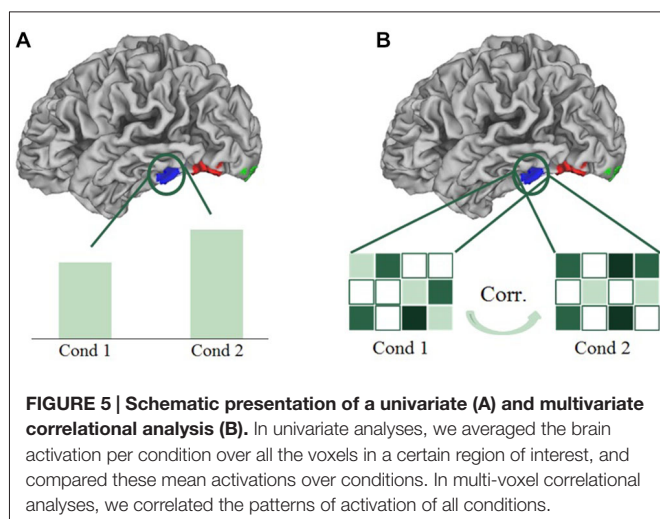 A
B
Corr.
Cond 1
Cond 2
Cond 1
Cond 2
FIGURE 5 | Schematic presentation of a univariate (A) and multivariate
correlational analysis (B). In univariate analyses, we averaged the brain
activation per condition over all the voxels in a certain region of interest, and
compared these mean activations over conditions. In multi-voxel correlational
analyses, we correlated the patterns of activation of all conditions.